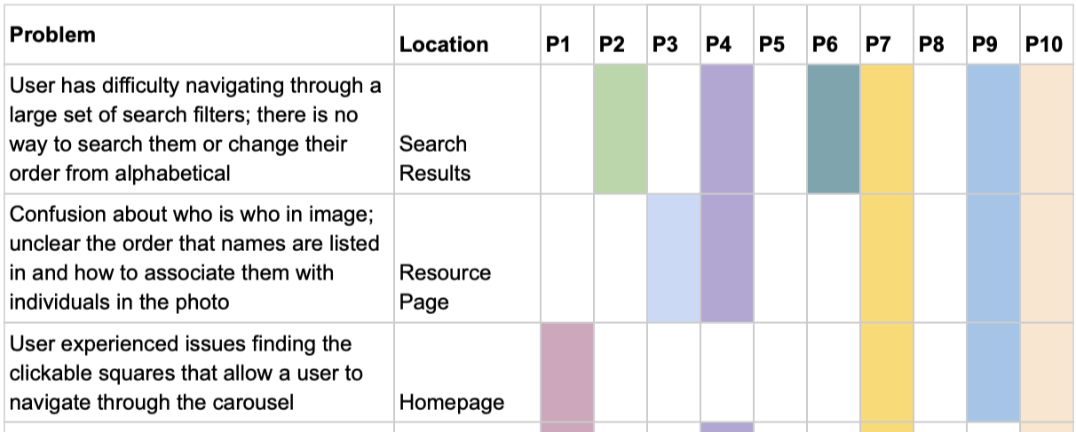 Problem
Location P1 P2 P3 P4 P5 P6 P7 P8 P9 P10
User has difficulty navigating through a
large set of search filters; there is no
way to search them or change their
order from alphabetical
Search
Results
Confusion about who is who in image;
unclear the order that names are listed
in and how to associate them with
individuals in the photo
Resource
Page
User experienced issues finding the
clickable squares that allow a user to
navigate through the carousel
Homepage